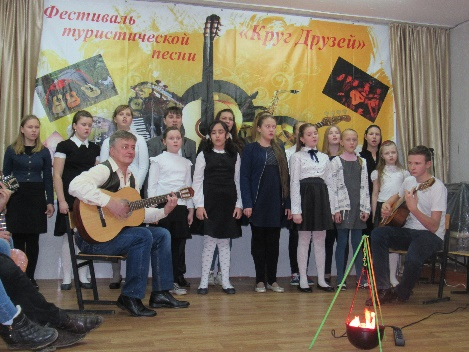 Фестиваль
туристической
песни
«Круг Друзей»